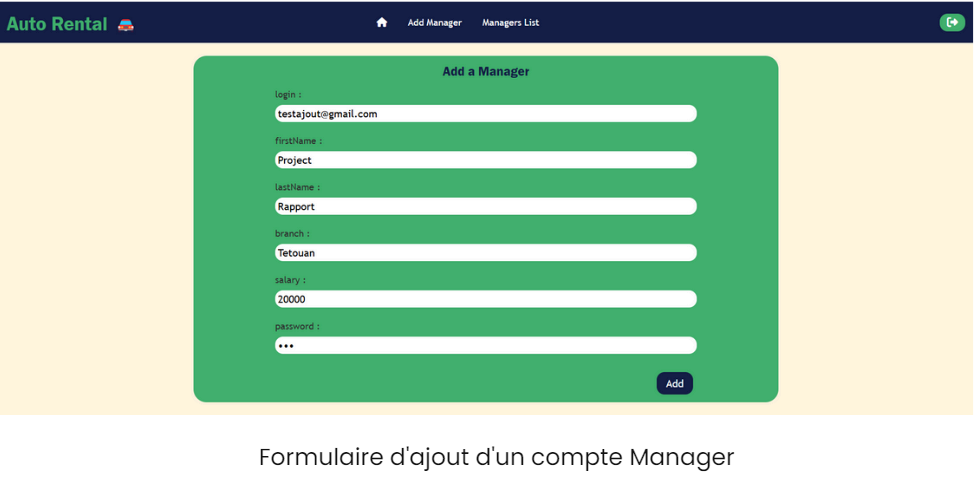 Auto Rental
Add Manager
Managers List
Add a Manager
login :
testajout@gmail.com
firstName :
Project
lastName :
Rapport
branch :
Tetouan
salary :
20000
password :
•••
Add
Formulaire d'ajout d'un compte Manager